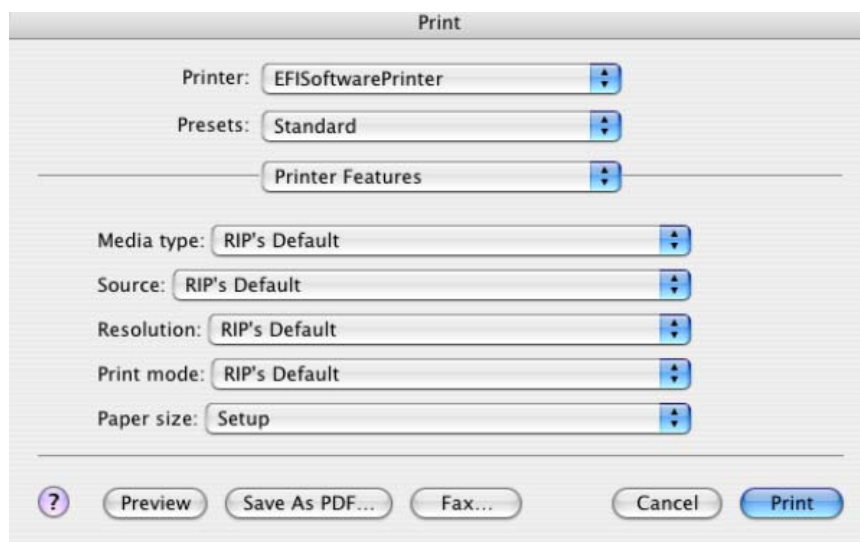 Print
Printer: EFISoftwarePrinter
Presets: Standard
Printer Features
Media type: RIP's Default
Source: RIP's Default
Resolution: RIP's Default
Print mode: RIP's Default
Paper size: Setup
? Preview Save As PDF... Fax... Cancel Print